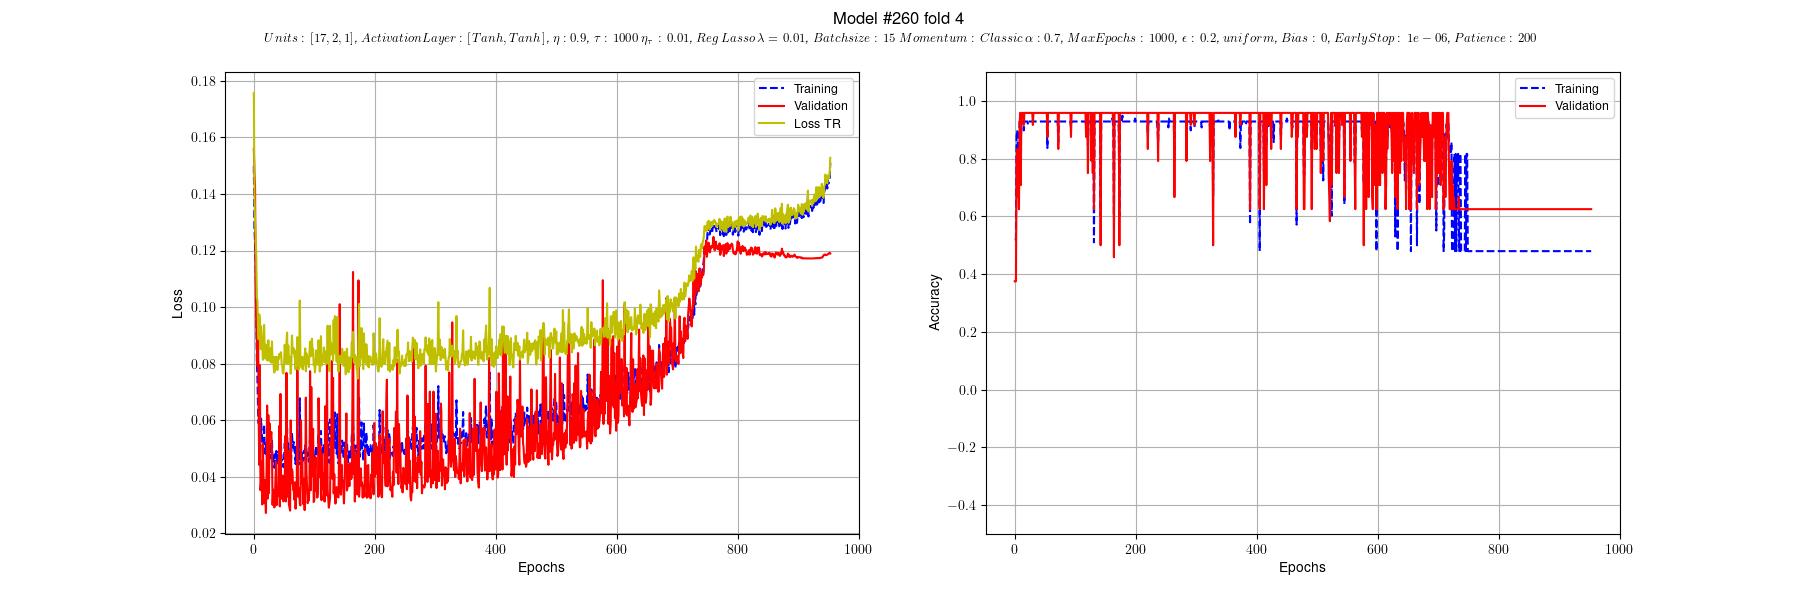 Model #260 fold 4
Units : [17, 2, 1], ActivationLayer : [Tanh, Tanh], η : 0.9, τ : 1000 ητ : 0.01, Reg Lasso λ = 0.01, Batchsize : 15 Momentum : Classic α : 0.7, MaxEpochs : 1000, ϵ : 0.2, uniform, Bias : 0, EarlyStop : 1e − 06, Patience : 200
0.18
0.16
0.14
0.12
0.10
0.08
0.06
0.04
0.02
Loss
0 200 400 600 800 1000
Epochs
Training
Validation
Loss TR
1.0
0.8
0.6
0.4
0.2
0.0
−0.2
−0.4
Accuracy
0 200 400 600 800 1000
Epochs
Training
Validation